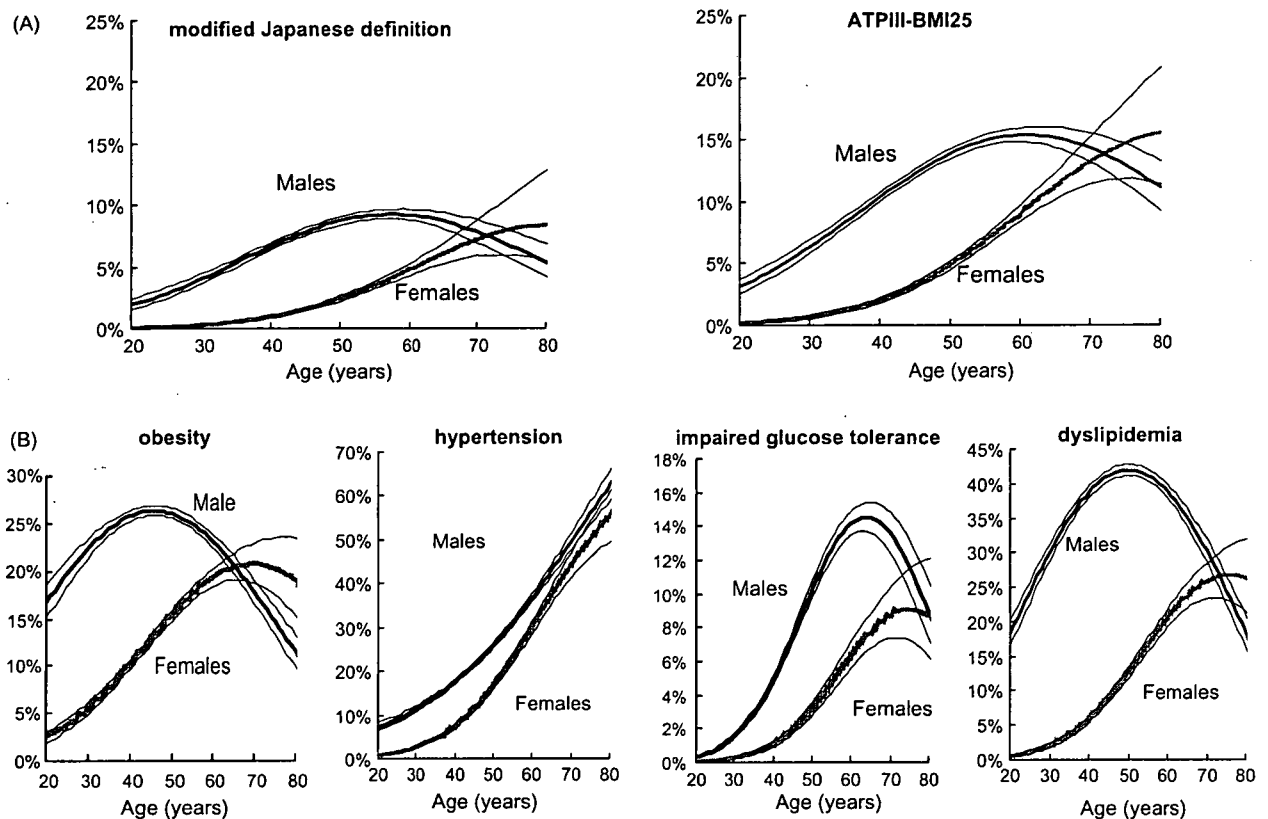 (A)
modified Japanese definition
25%
20%
15%
10%
5%
0%
Males
Females
20 30 40 50 60 70 80
Age (years)
ATPIII-BMI25
25%
20%
15%
10%
5%
0%
Males
Females
20 30 40 50 60 70 80
Age (years)
(B)
obesity
30%
25%
20%
15%
10%
5%
0%
Male
Females
20 30 40 50 60 70 80
Age (years)
hypertension
70%
60%
50%
40%
30%
20%
10%
0%
Males
Females
20 30 40 50 60 70 80
Age (years)
impaired glucose tolerance
18%
16%
14%
12%
10%
8%
6%
4%
2%
0%
Males
Females
20 30 40 50 60 70 80
Age (years)
dyslipidemia
45%
40%
35%
30%
25%
20%
15%
10%
5%
0%
Males
Females
20 30 40 50 60 70 80
Age (years)